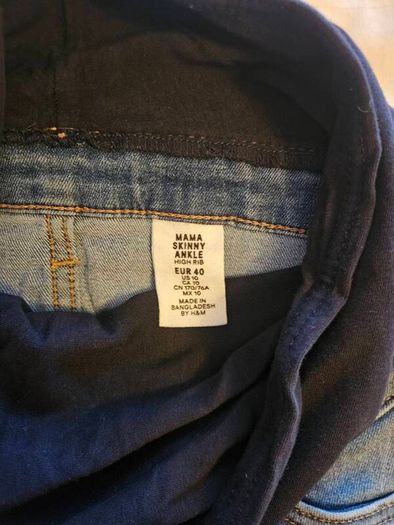 MAMA
SKINNY
ANKLE
HIGH RIB
EUR 40
US 10
CA 10
CN 170/76A
MX 10
MADE IN
BANGLADESH
BY H&M